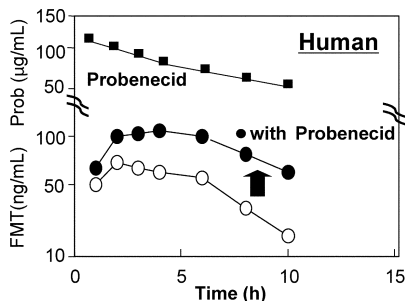 150
Human
100
Prob (µg/mL)
Probenecid
50
with Probenecid
100
FMT(ng/mL)
50
10
0 5 10 15
Time (h)